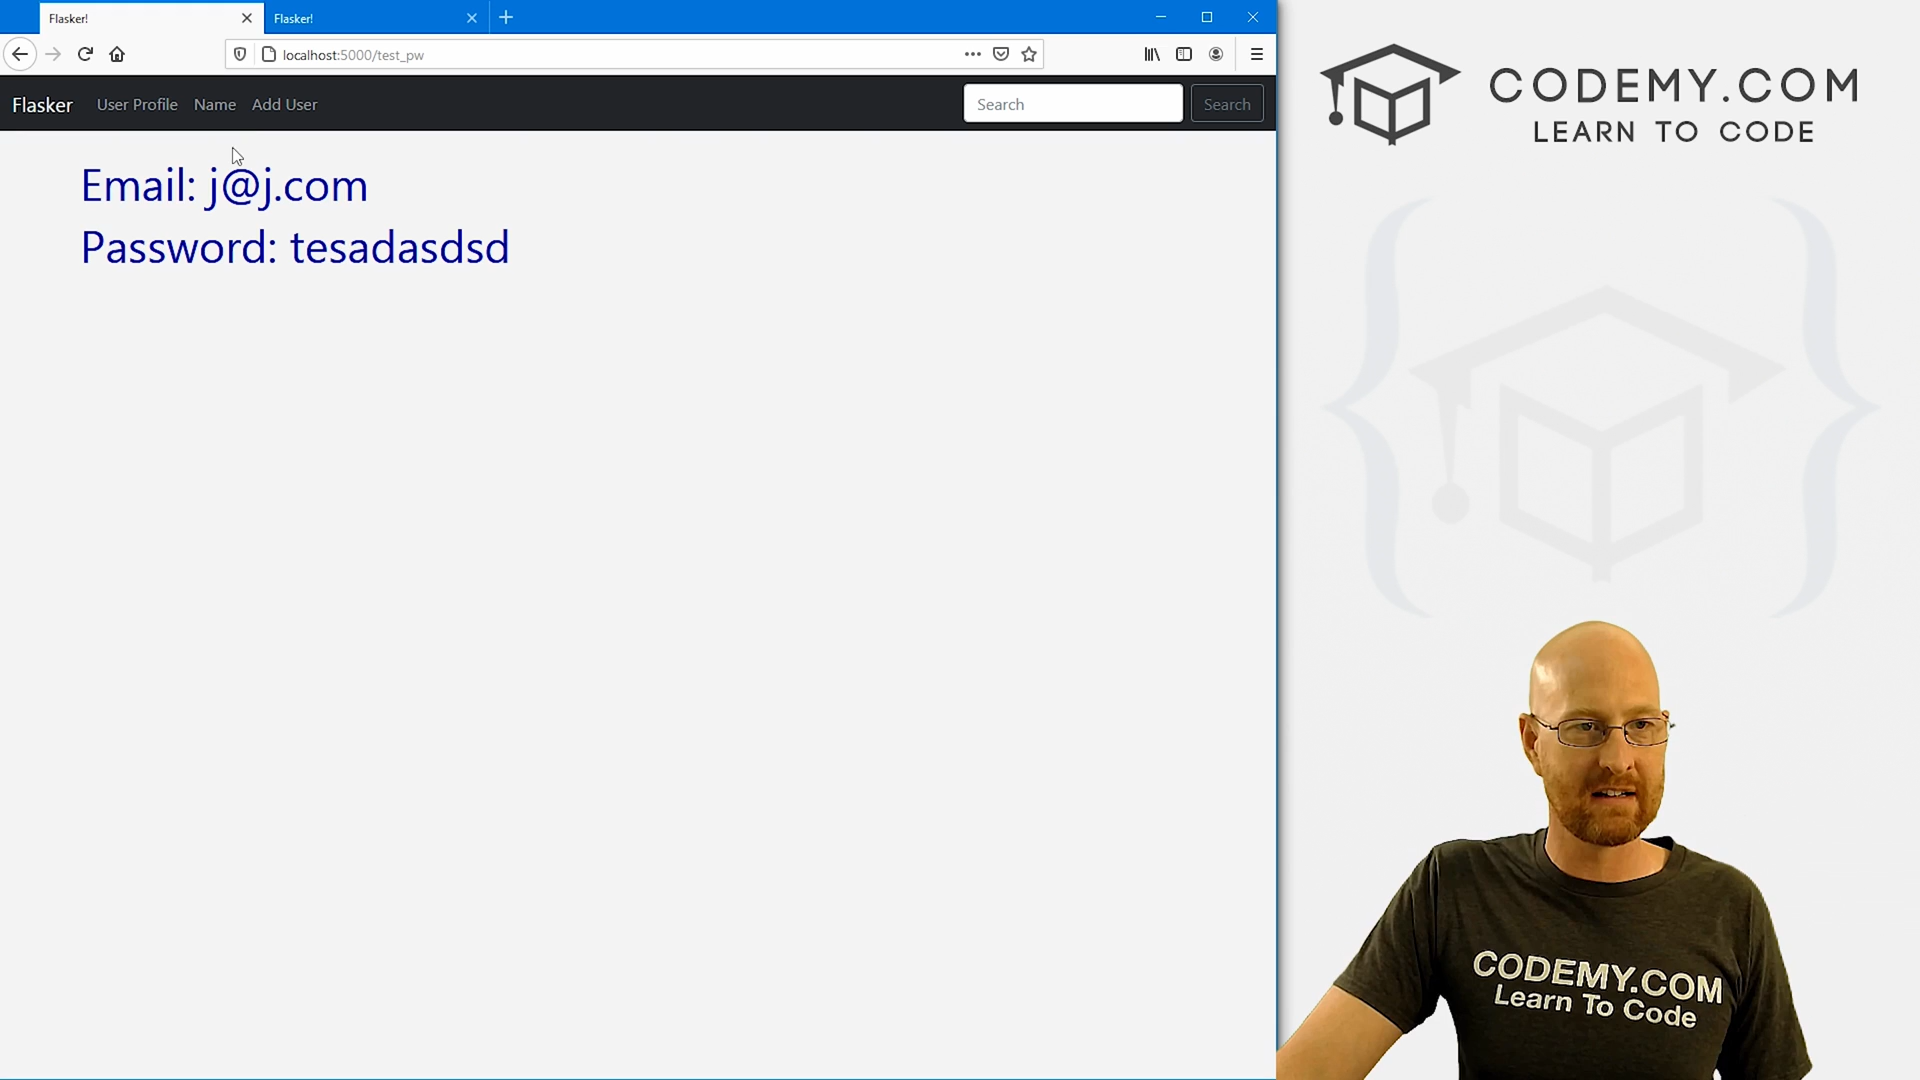 Flasker!
Flasker!
localhost:5000/test_pw
Flasker
User Profile
Name
Add User
Search
Search
Email: j@j.com
Password: tesadasdsd
CODEMY.COM
LEARN TO CODE
CODEMY.COM
Learn To Code